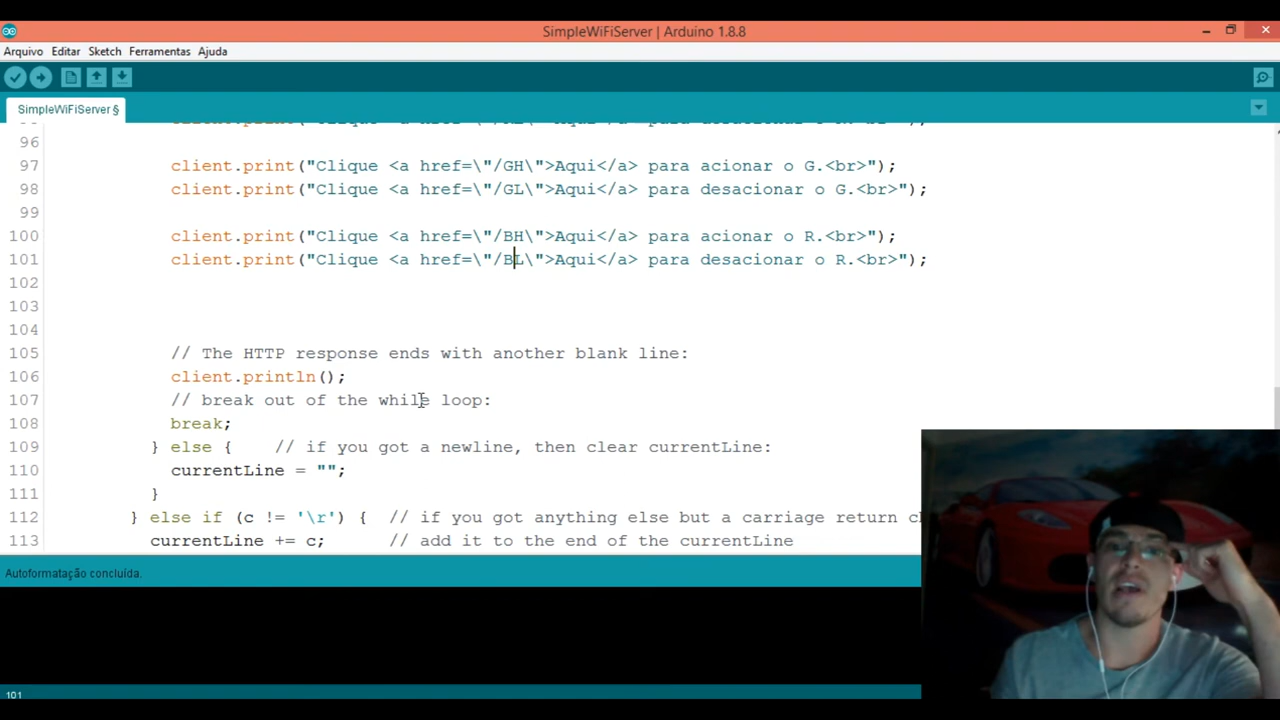 SimpleWiFiServer | Arduino 1.8.8
Arquivo Editar Sketch Ferramentas Ajuda
SimpleWiFiServer §
96
97 client.print("Clique <a href=\"/GH\">Aqui</a> para acionar o G.<br>");
98 client.print("Clique <a href=\"/GL\">Aqui</a> para desacionar o G.<br>");
99
100 client.print("Clique <a href=\"/BH\">Aqui</a> para acionar o R.<br>");
101 client.print("Clique <a href=\"/BL\">Aqui</a> para desacionar o R.<br>");
102
103
104
105 // The HTTP response ends with another blank line:
106 client.println();
107 // break out of the while loop:
108 break;
109 } else { // if you got a newline, then clear currentLine:
110 currentLine = "";
111 }
112 } else if (c != '\r') { // if you got anything else but a carriage return
113 currentLine += c; // add it to the end of the currentLine
Autoformatação concluída.
101